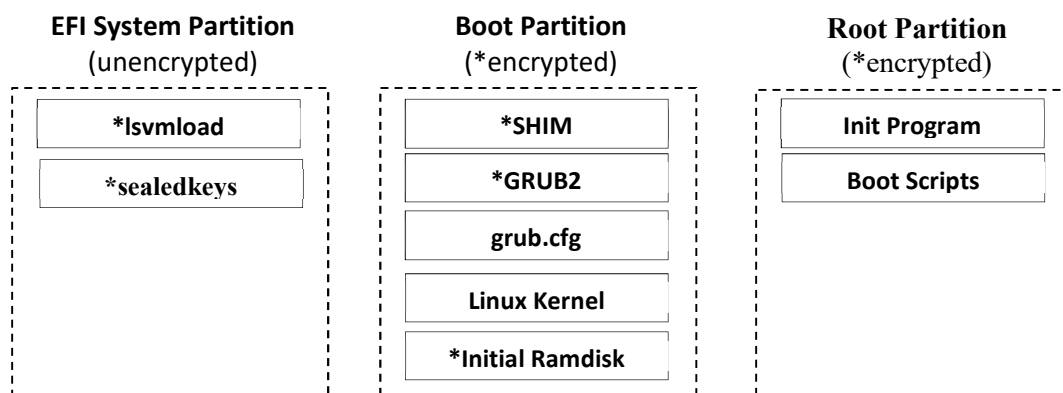 EFI System Partition
(unencrypted)
*lsvmload
*sealedkeys
Boot Partition
(*encrypted)
*SHIM
*GRUB2
grub.cfg
Linux Kernel
*Initial Ramdisk
Root Partition
(*encrypted)
Init Program
Boot Scripts